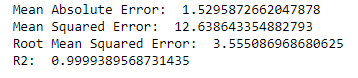 Mean Absolute Error:  1.5295872662047878
Mean Squared Error:  12.638643354882793
Root Mean Squared Error:  3.555086968680625
R2:  0.9999389568731435